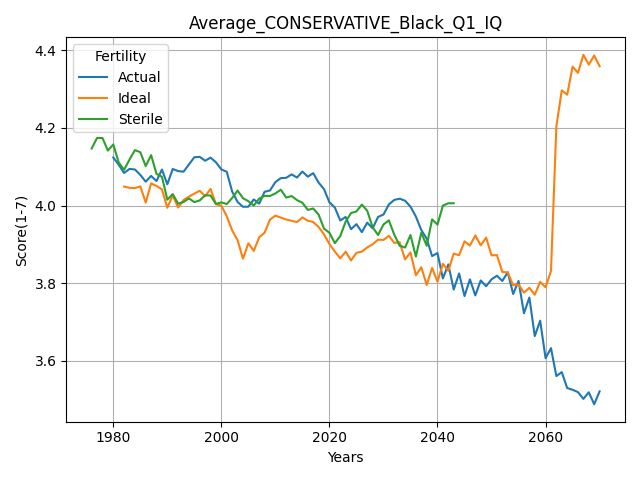 Average_CONSERVATIVE_Black_Q1_IQ
Fertility
Actual
Ideal
Sterile
Score(1-7)
4.4
4.2
4.0
3.8
3.6
1980
2000
2020
2040
2060
Years